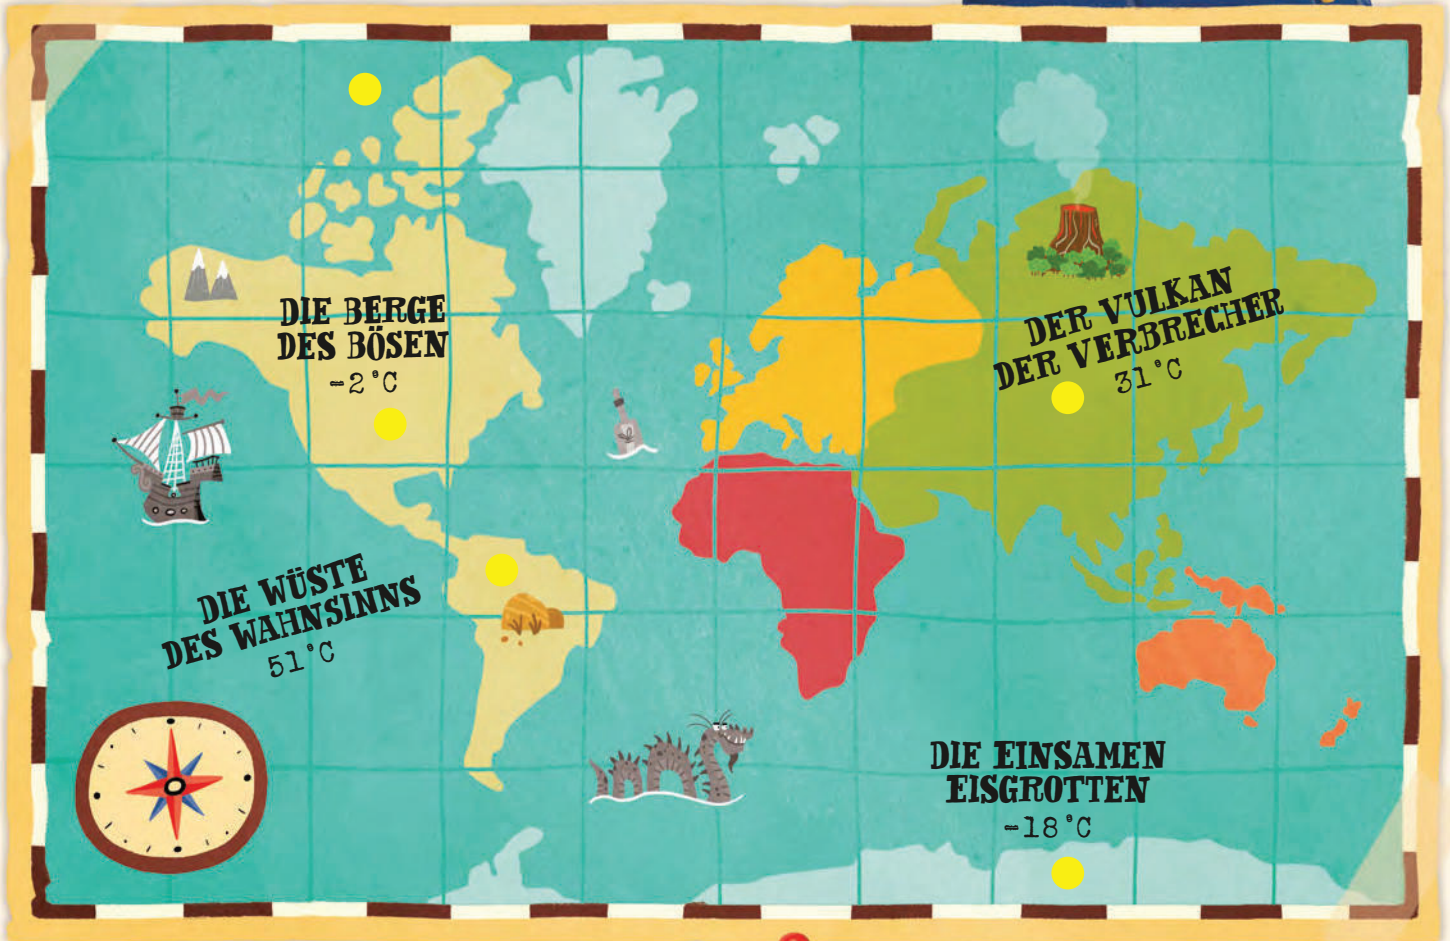 DIE BERGE
DES BÖSEN
-2°C
DER VULKAN
DER VERBRECHER
31°C
DIE WÜSTE
DES WAHNSINNS
51°C
DIE EINSAMEN
EISGROTTEN
-18°C